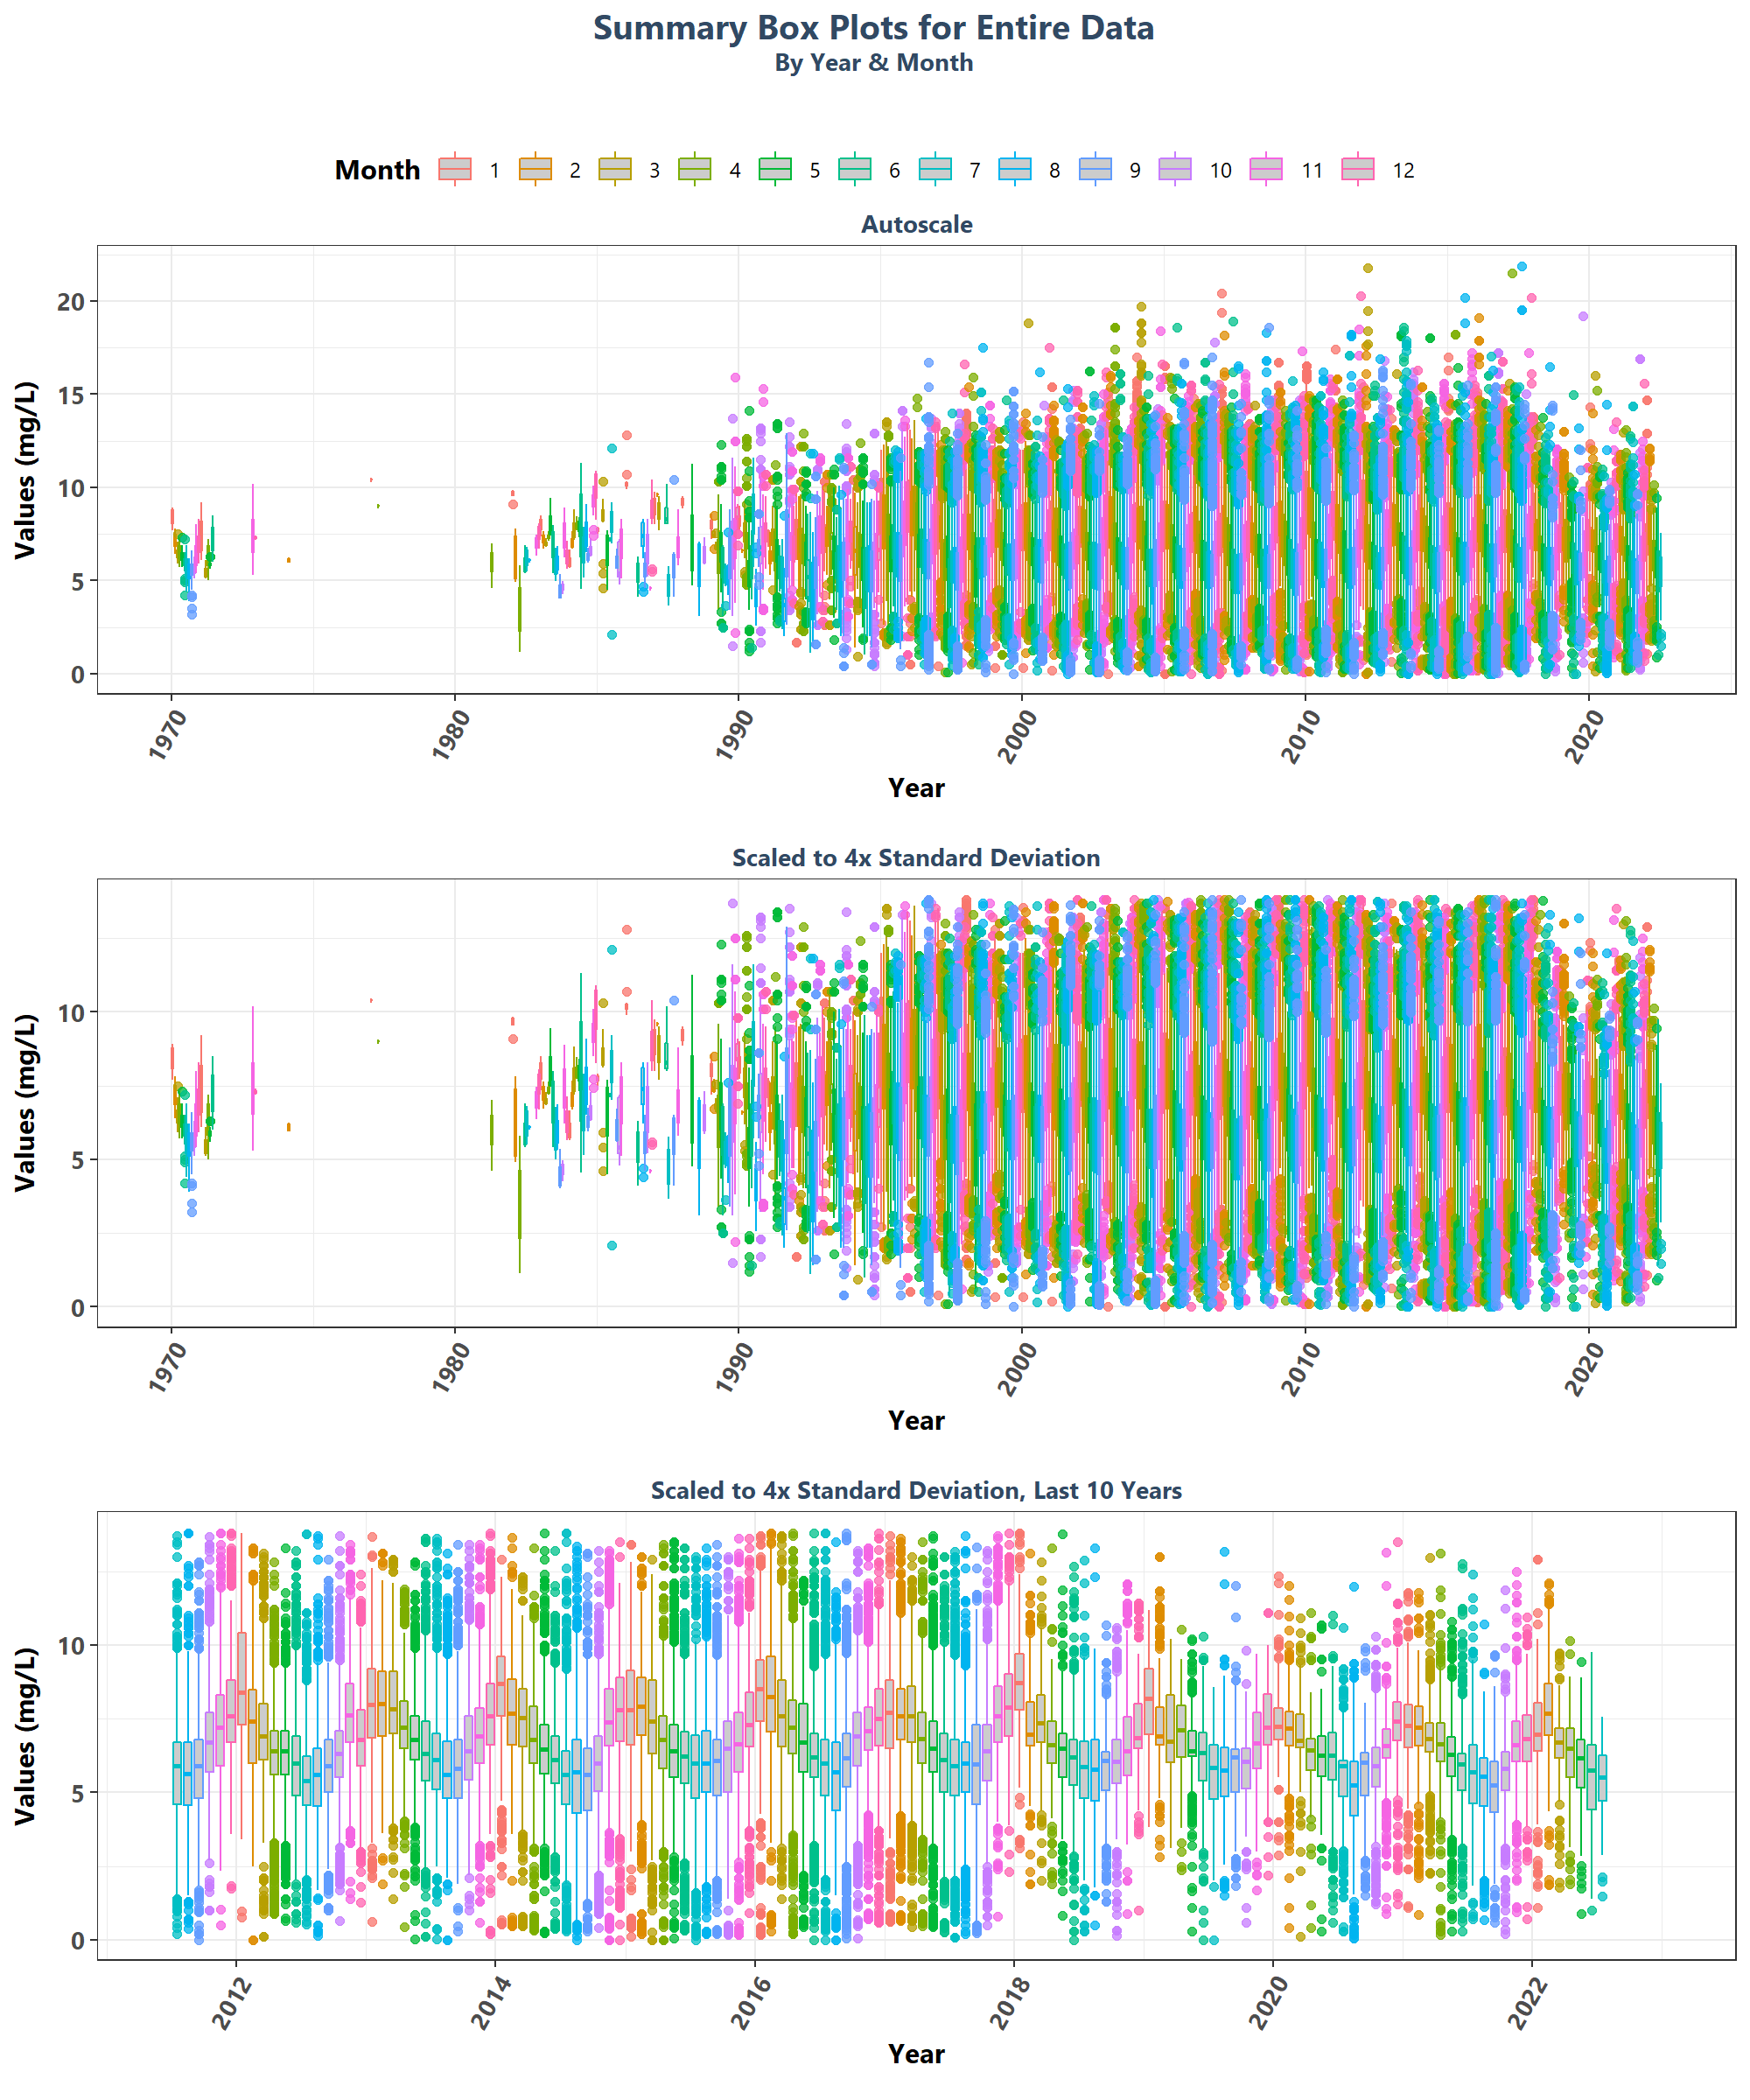 Summary Box Plots for Entire Data
By Year & Month
Month 1 2 3 4 5 6 7 8 9 10 11 12
Autoscale
Values (mg/L)
20
15
10
5
0
1970 1980 1990 2000 2010 2020
Year
Scaled to 4x Standard Deviation
Values (mg/L)
10
5
0
1970 1980 1990 2000 2010 2020
Year
Scaled to 4x Standard Deviation, Last 10 Years
Values (mg/L)
10
5
0
2012 2014 2016 2018 2020 2022
Year